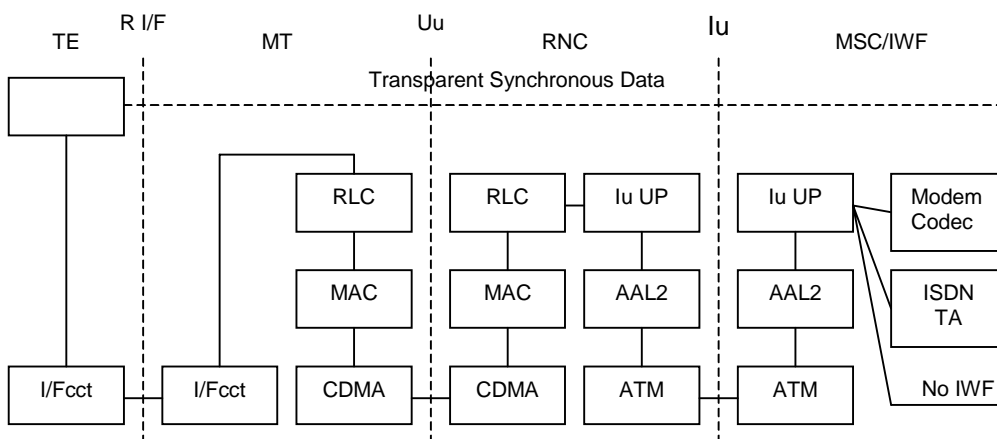 R I/F
Uu
Iu
TE
MT
RNC
MSC/IWF
Transparent Synchronous Data
RLC
RLC
Iu UP
Iu UP
Modem
Codec
MAC
MAC
AAL2
AAL2
ISDN
TA
I/Fcct
I/Fcct
CDMA
CDMA
ATM
ATM
No IWF